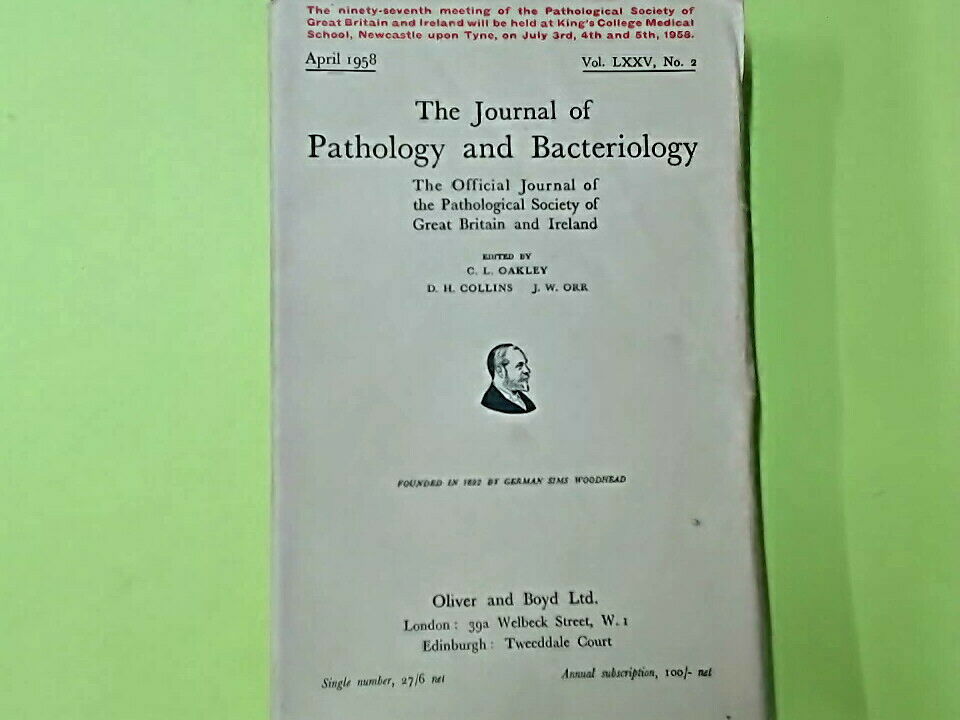 The ninety-seventh meeting of the Pathological Society of
Great Britain and Ireland will be held at King's College Medical
School, Newcastle upon Tyne, on July 3rd, 4th and 5th, 1958.
April 1958 Vol. LXXV, No. 2
The Journal of
Pathology and Bacteriology
The Official Journal of
the Pathological Society of
Great Britain and Ireland
EDITED BY
C. L. OAKLEY
D. H. COLLINS J. W. ORR
FOUNDED IN 1892 BY GERMAN SIMS WOODHEAD
Oliver and Boyd Ltd.
London: 39a Welbeck Street, W. 1
Edinburgh: Tweeddale Court
Single number, 27/6 net Annual subscription, 100/- net